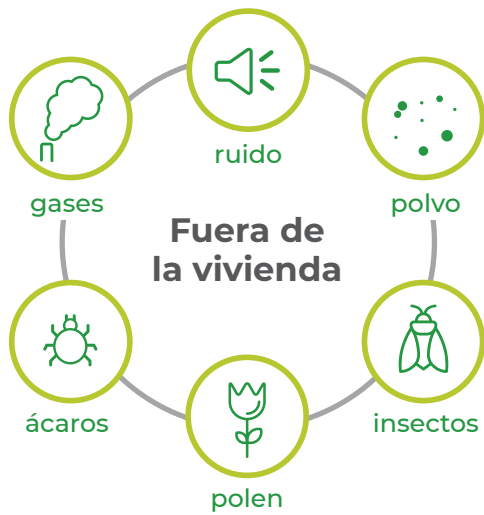 ruido
gases
polvo
Fuera de
la vivienda
ácaros
insectos
polen